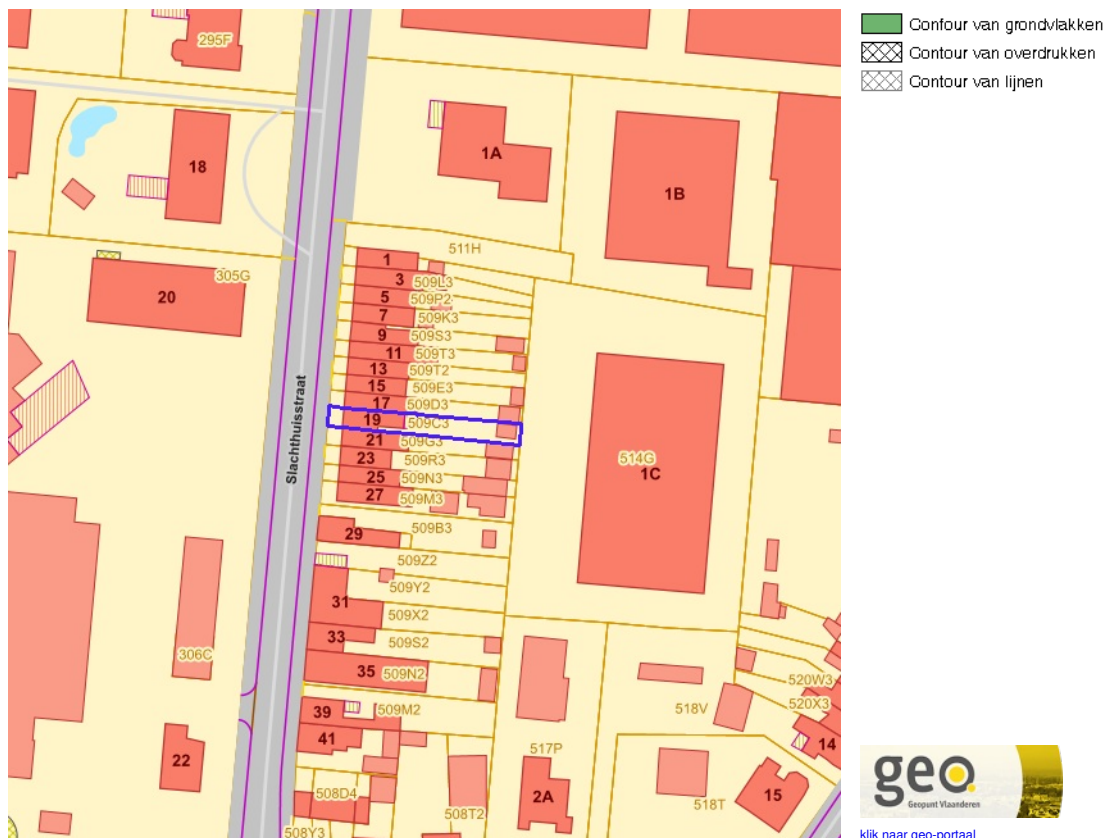 Contour van grondvlakken
Contour van overdrukken
Contour van lijnen
295F
18
1A
1B
511H
305G
20
1
3 509L3
5 509P2
7 509K3
9 509S3
11 509T3
13 509T2
15 509E3
17 509D3
19 509C3
21 509G3
23 509R3
25 509N3
27 509M3
Slachthuisstraat
514G
1C
29
509B3
509Z2
509Y2
31
509X2
33
509S2
35 509N2
306C
39
509M2
41
22
508D4
508Y3
508T2
517P
2A
518V
518T
15
520W3
520X3
14
geo
Geopunt Vlaanderen
klik naar geo-portaal